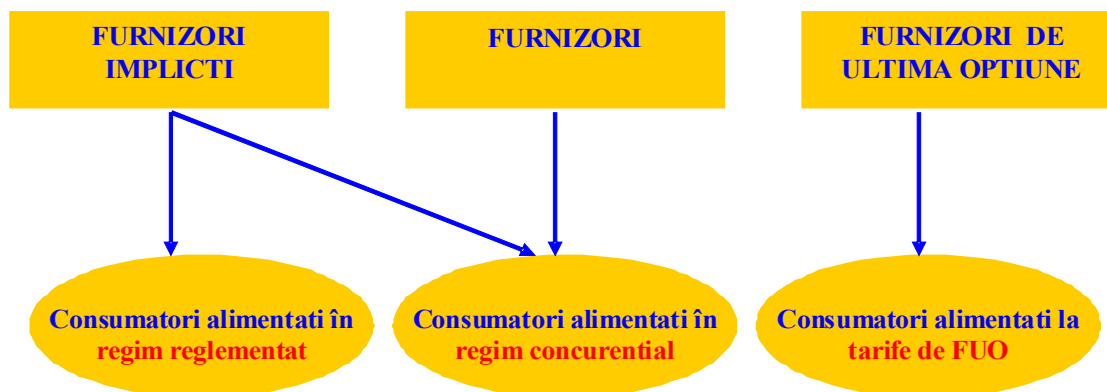 FURNIZORI
IMPLICTI
FURNIZORI
FURNIZORI DE
ULTIMA OPTIUNE
Consumatori alimentati în
regim reglementat
Consumatori alimentati în
regim concurential
Consumatori alimentati la
tarife de FUO